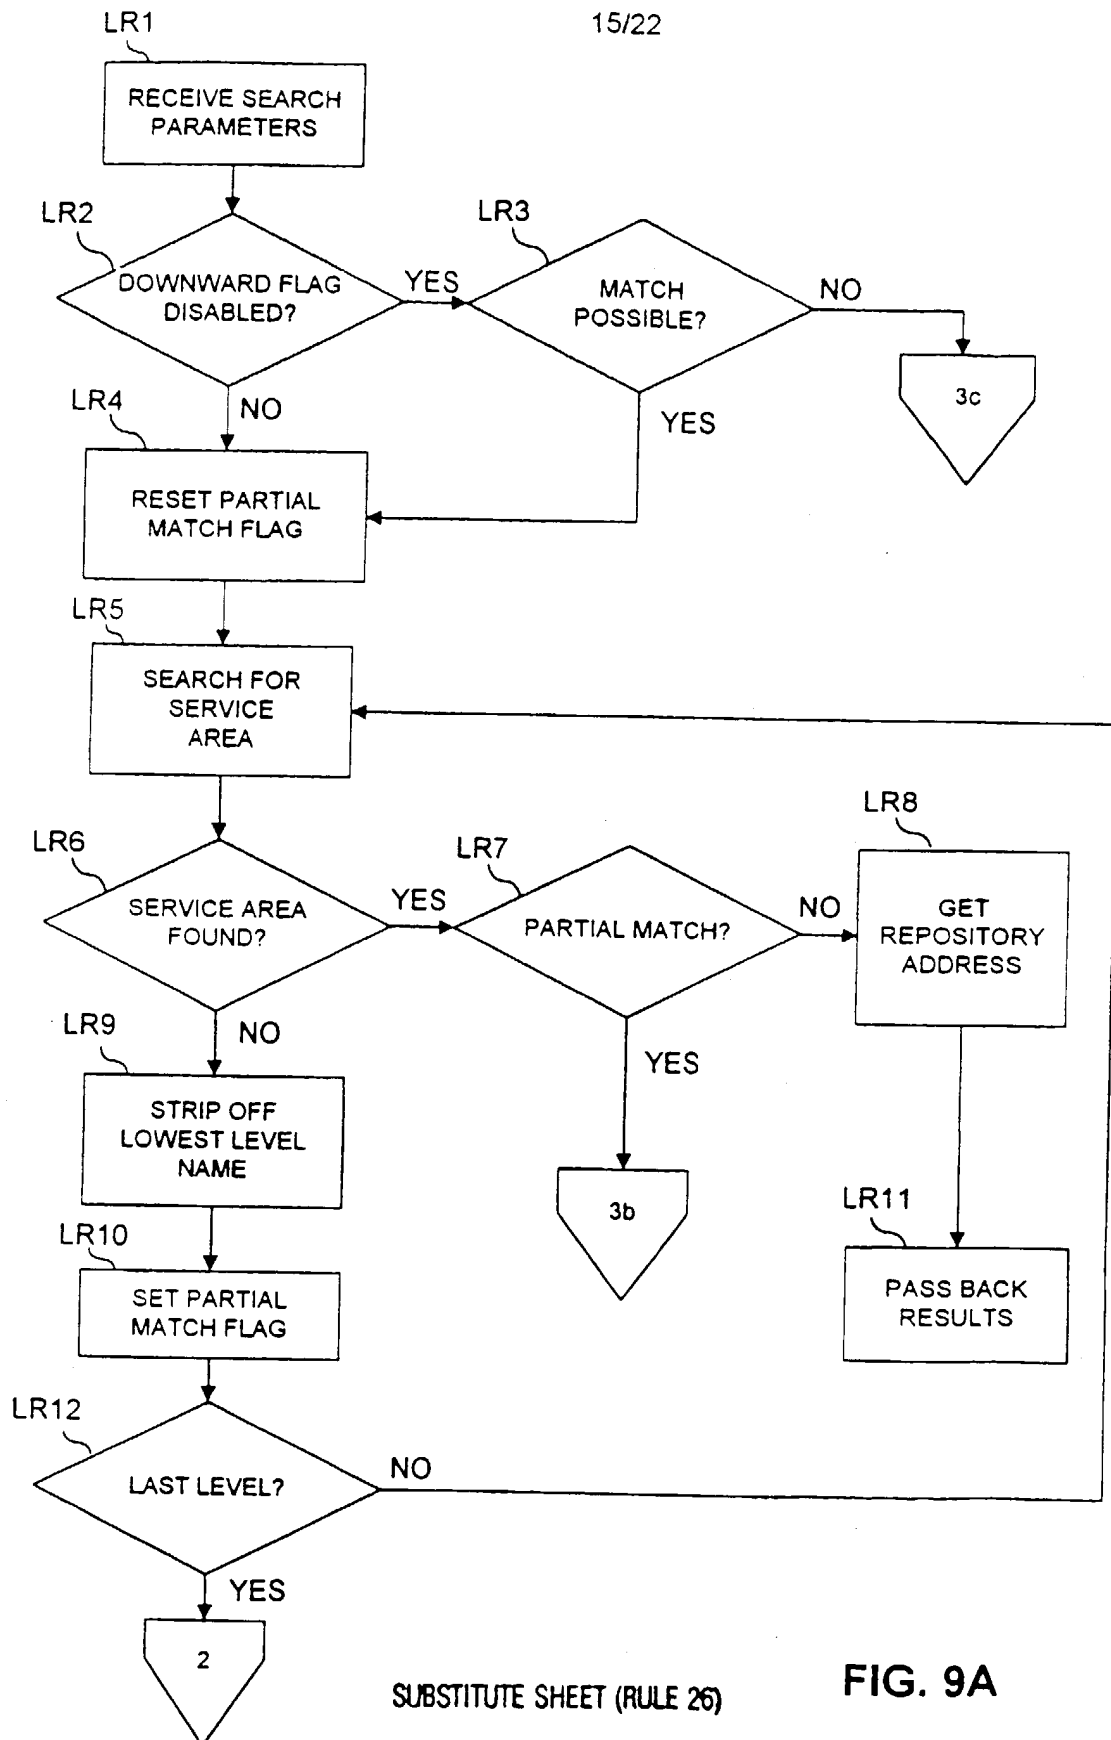 15/22
LR1
RECEIVE SEARCH
PARAMETERS
LR2
DOWNWARD FLAG
DISABLED?
YES
LR3
MATCH
POSSIBLE?
NO
3c
NO
YES
LR4
RESET PARTIAL
MATCH FLAG
LR5
SEARCH FOR
SERVICE
AREA
LR6
SERVICE AREA
FOUND?
YES
LR7
PARTIAL MATCH?
NO
LR8
GET
REPOSITORY
ADDRESS
NO
YES
LR9
STRIP OFF
LOWEST LEVEL
NAME
3b
LR11
PASS BACK
RESULTS
LR10
SET PARTIAL
MATCH FLAG
LR12
LAST LEVEL?
NO
YES
2
SUBSTITUTE SHEET (RULE 26)
FIG. 9A